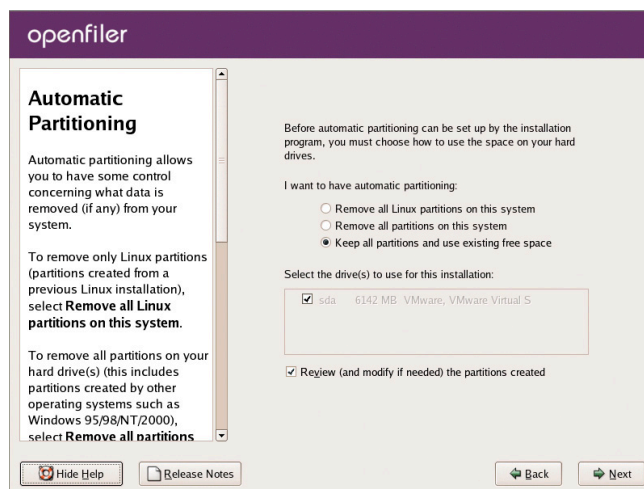 openfiler
Automatic
Partitioning
Automatic partitioning allows
you to have some control
concerning what data is
removed (if any) from your
system.
To remove only Linux partitions
(partitions created from a
previous Linux installation),
select Remove all Linux
partitions on this system.
To remove all partitions on your
hard drive(s) (this includes
partitions created by other
operating systems such as
Windows 95/98/NT/2000),
select Remove all partitions
Before automatic partitioning can be set up by the installation
program, you must choose how to use the space on your hard
drives.
I want to have automatic partitioning:
Remove all Linux partitions on this system
Remove all partitions on this system
Keep all partitions and use existing free space
Select the drive(s) to use for this installation:
sda 6142 MB VMware, VMware Virtual S
Review (and modify if needed) the partitions created
Hide Help
Release Notes
Back
Next